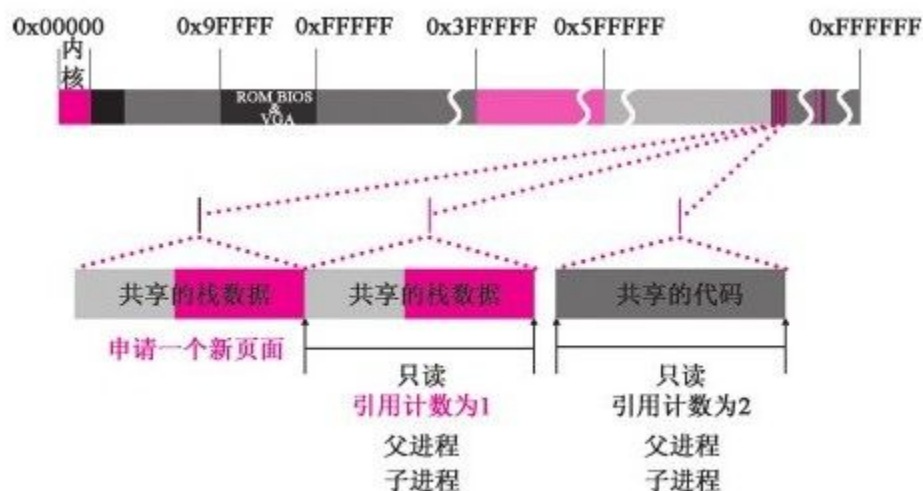 0x00000 0x9FFFF 0xFFFFF 0x3FFFFF 0x5FFFFF 0xFFFFFF
内
核
ROM BIOS
&
VGA
共享的栈数据 共享的栈数据 共享的代码
申请一个新页面
只读 只读
引用计数为1 引用计数为2
父进程 父进程
子进程 子进程